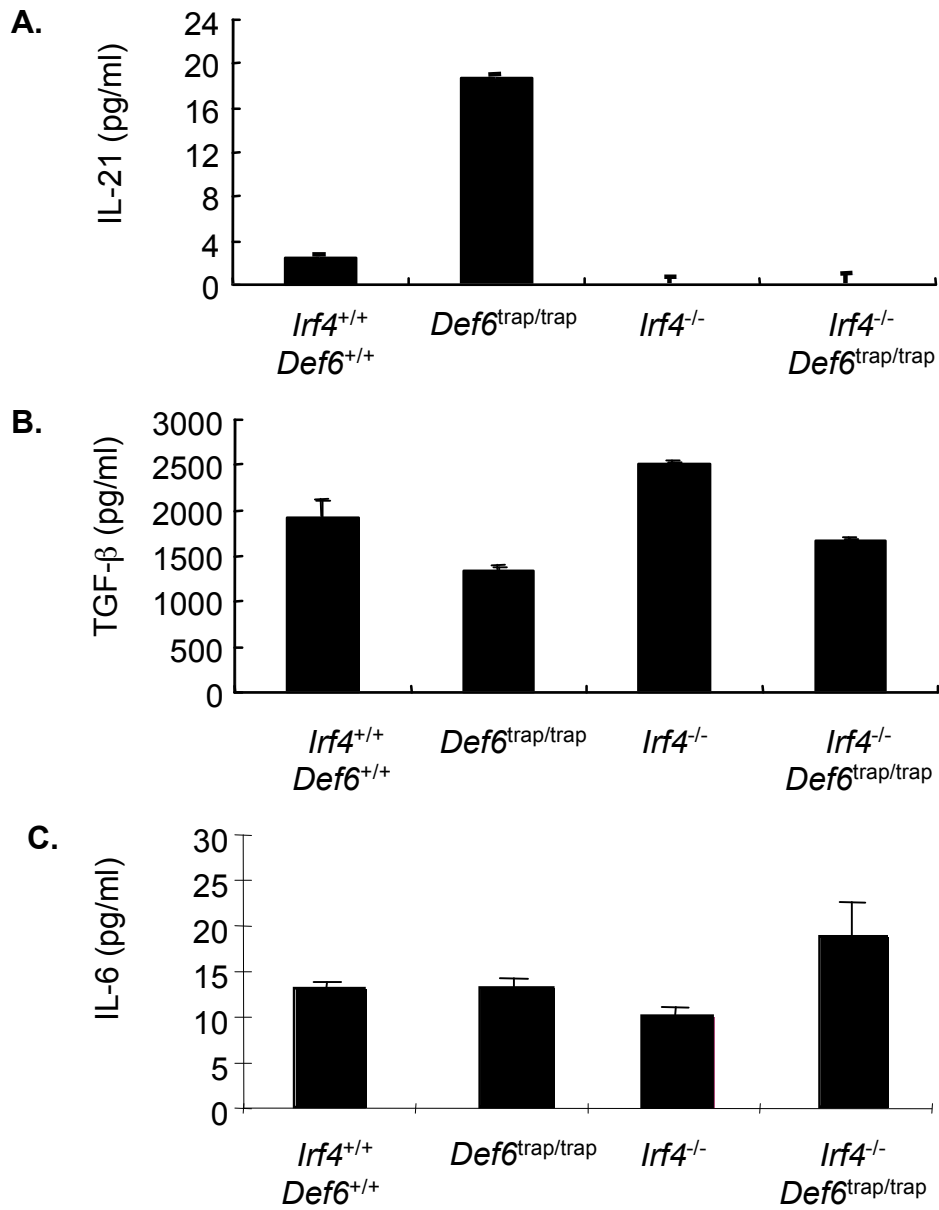 A.
IL-21 (pg/ml)
24
20
16
12
8
4
0
Irf4+/+ Def6trap/trap Irf4-/- Irf4-/-
Def6+/+ Def6trap/trap
B.
TGF-β (pg/ml)
3000
2500
2000
1500
1000
500
0
Irf4+/+ Def6trap/trap Irf4-/- Irf4-/-
Def6+/+ Def6trap/trap
C.
IL-6 (pg/ml)
30
25
20
15
10
5
0
Irf4+/+ Def6trap/trap Irf4-/- Irf4-/-
Def6+/+ Def6trap/trap